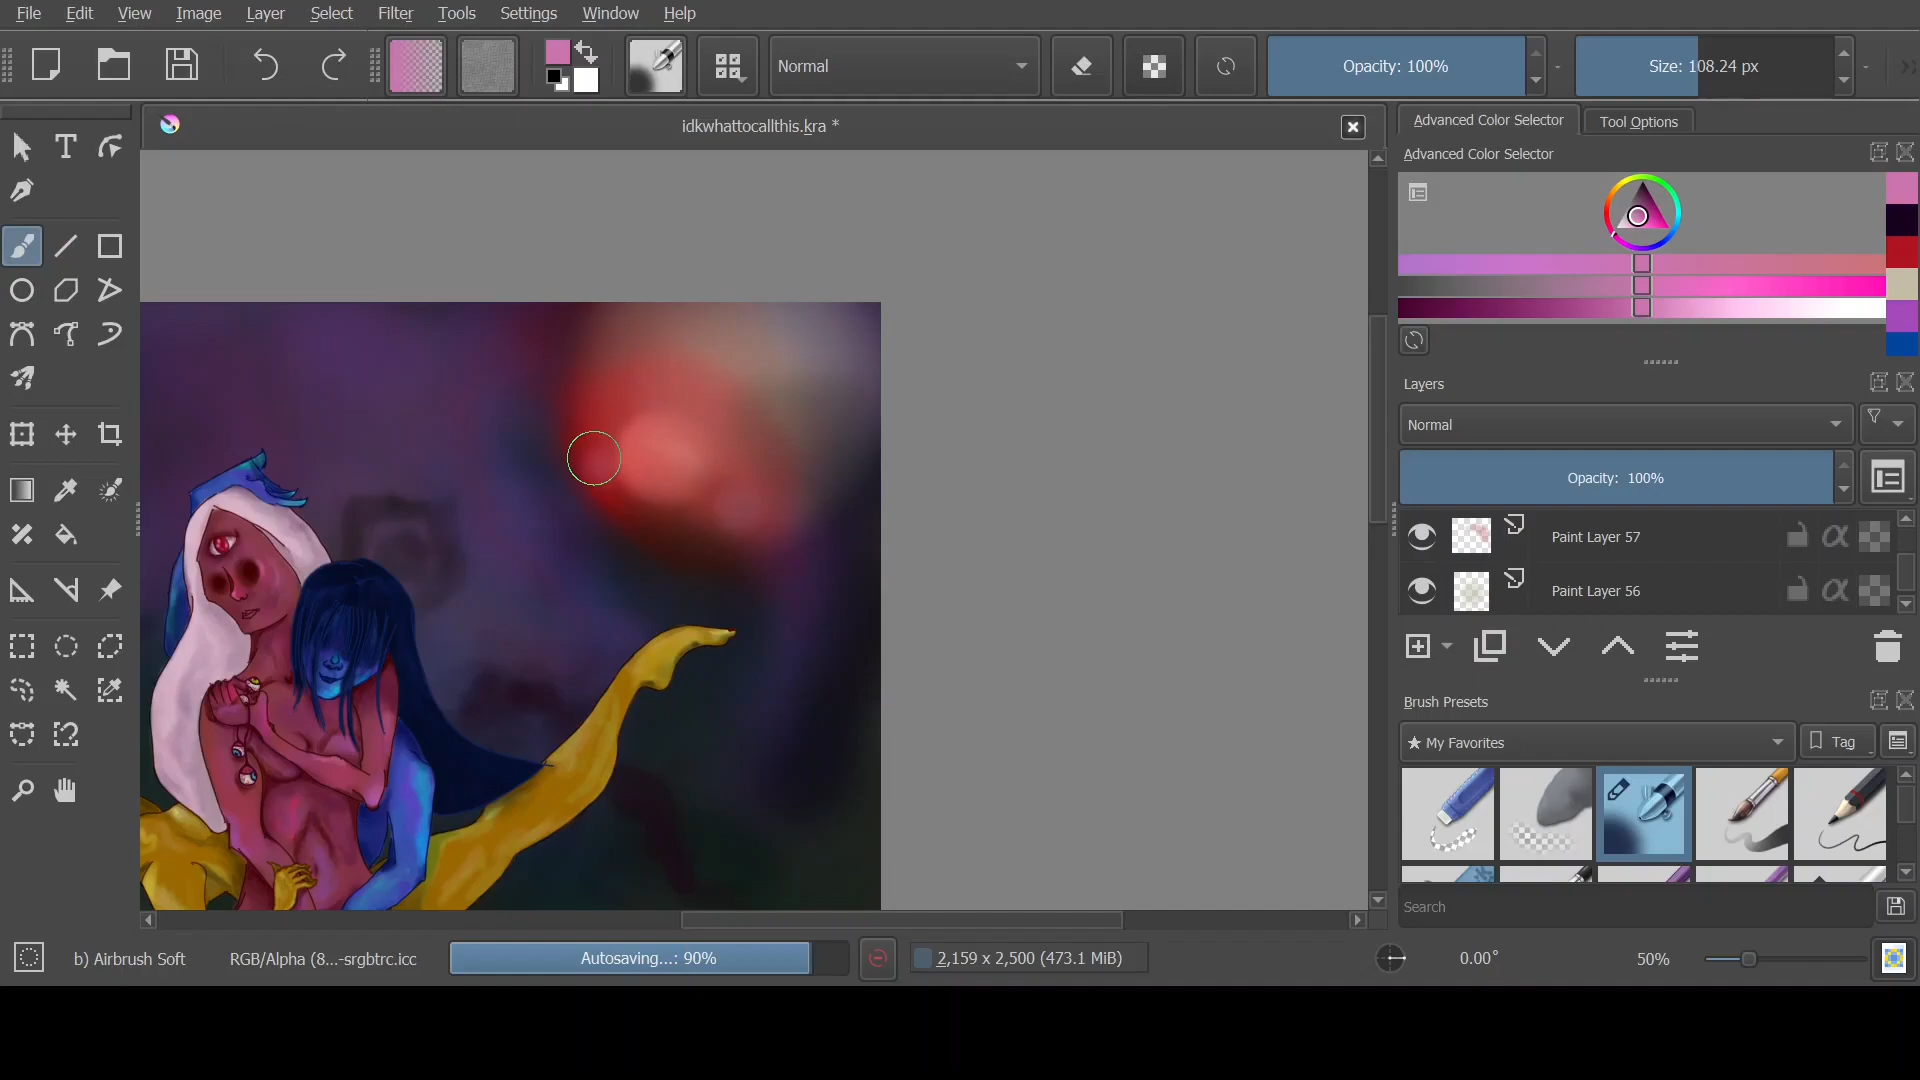 File Edit View Image Layer Select Filter Tools Settings Window Help
Normal
Opacity: 100%
Size: 108.24 px
idkwhattocallthis.kra *
Advanced Color Selector
Tool Options
Advanced Color Selector
Layers
Normal
Opacity: 100%
Paint Layer 57
Paint Layer 56
Brush Presets
★ My Favorites
Tag
Search
b) Airbrush Soft
RGB/Alpha (8...-srgbtrc.icc
Autosaving...: 90%
2,159 x 2,500 (473.1 MiB)
0.00°
50%